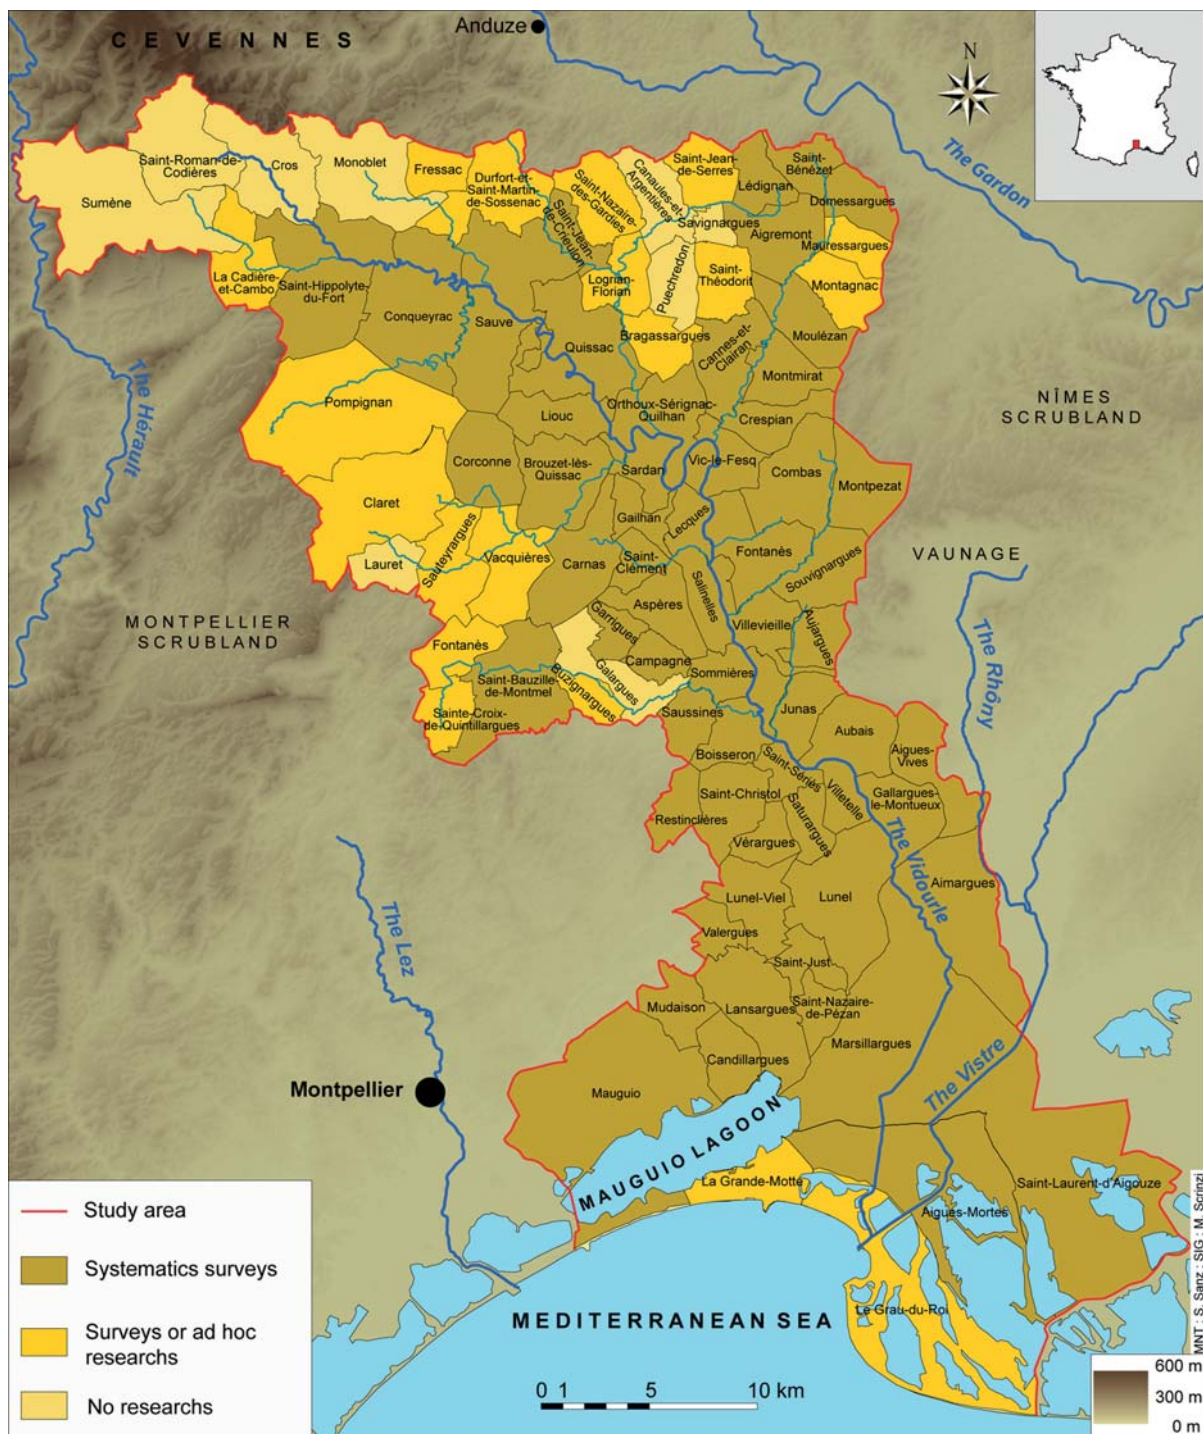 Anduze
CEVENNES
N
The Gardon
Saint-Roman-de-
Codières
Cros
Monoblet
Fressac
Durfort-et-
Saint-Martin-
de-Sossenac
Saint-Nazaire-
des-Gardies
Canaules-et-
Argentières
Saint-Jean-
de-Serres
Saint-
Bénézet
Lédignan
Domessargues
Sumène
Saint-Jean-
de-Crieulon
Savignargues
Aigremont
Mauressargues
La Cadière-
et-Cambo
Saint-Hippolyte-
du-Fort
Logrian-
Florian
Puechredon
Saint-
Théodorit
Montagnac
Conqueyrac
Sauve
Quissac
Bragassargues
Cannes-et-
Clairan
Moulézan
Montmirat
The Hérault
Pompignan
Liouc
Orthoux-Sérignac-
Quilhan
Crespian
NÎMES
SCRUBLAND
Corconne
Brouzet-lès-
Quissac
Sardan
Vic-le-Fesq
Combas
Montpezat
Claret
Gailhan
Lecques
Sauteyrargues
Vacquières
Lauret
Carnas
Saint-
Clément
Fontanès
Souvignargues
VAUNAGE
Salinelles
Aspères
MONTPELLIER
SCRUBLAND
Garrigues
Villevieille
Aujargues
The Rhôny
Fontanès
Campagne
Galargues
Sommières
Saint-Bauzille-
de-Montmel
Buzignargues
Sainte-Croix-
de-Quintillargues
Saussines
Junas
Aubais
Aigues-
Vives
Boisseron
Saint-Sériès
Saint-Christol
Villetelle
Gallargues-
le-Montueux
Restinclières
Saturargues
Vérargues
The Vidourle
Aimargues
Lunel-Viel
Lunel
The Lez
Valergues
Saint-Just
Mudaison
Lansargues
Saint-Nazaire-
de-Pézan
Marsillargues
Candillargues
Montpellier
Mauguio
The Vistre
MAUGUIO LAGOON
La Grande-Motte
Saint-Laurent-d'Aigouze
Aigues-Mortes
Le Grau-du-Roi
MEDITERRANEAN SEA
Study area
Systematics surveys
Surveys or ad hoc
researchs
No researchs
0 1 5 10 km
600 m
300 m
0 m
MNT : S. Sanz ; SIG : M. Scrinzi